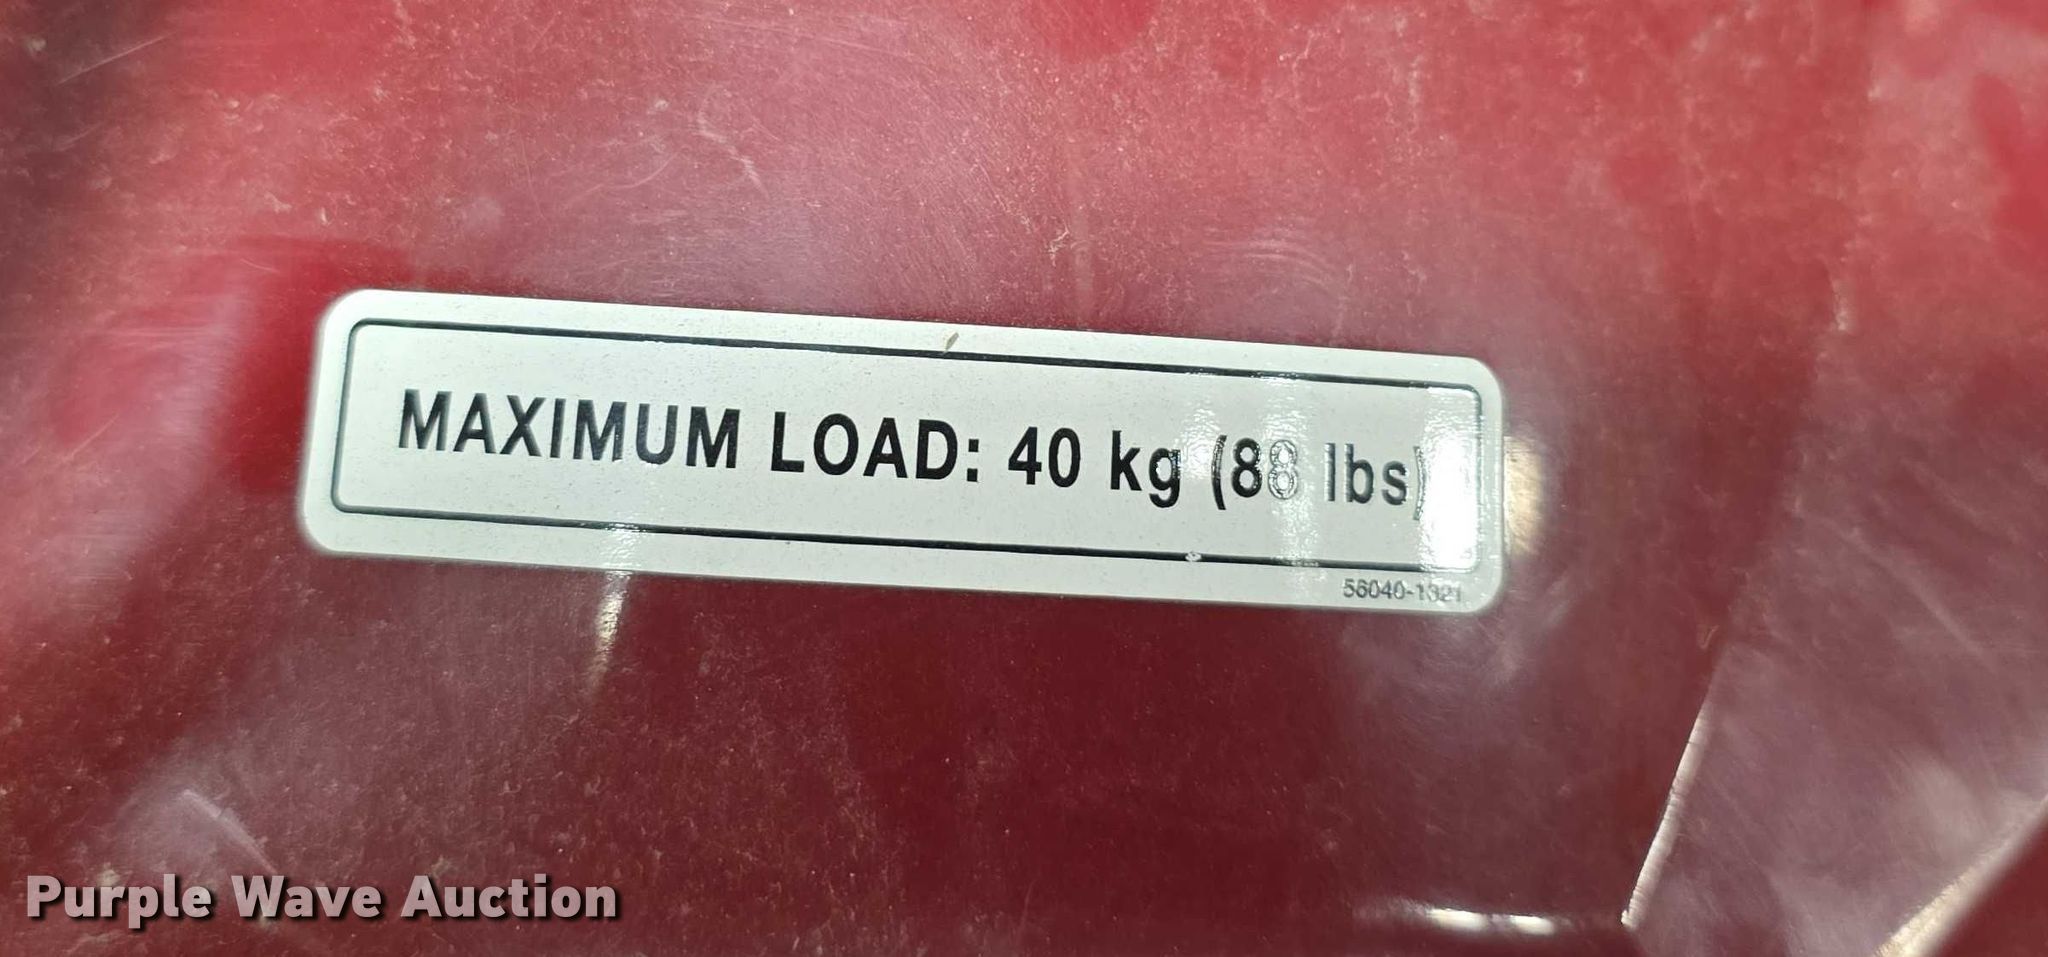 MAXIMUM LOAD: 40 kg (88 lbs)
56040-1321
Purple Wave Auction